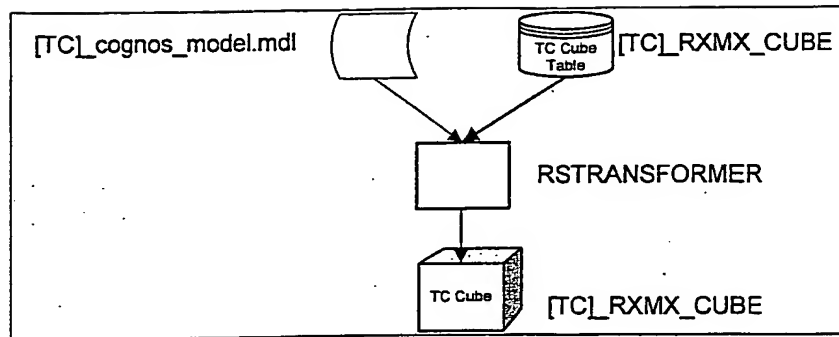 [TC]_cognos_model.mdl
TC Cube
Table
[TC]_RXMX_CUBE
RSTRANSFORMER
TC Cube
[TC]_RXMX_CUBE